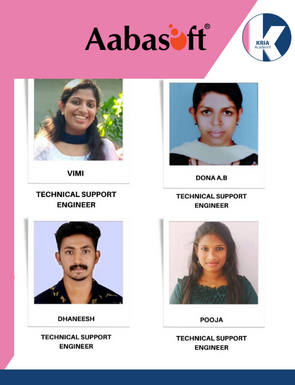 Aabasoft®
KRIA
Academy
VIMI
TECHNICAL SUPPORT
ENGINEER
DONA A.B
TECHNICAL SUPPORT
ENGINEER
DHANEESH
TECHNICAL SUPPORT
ENGINEER
POOJA
TECHNICAL SUPPORT
ENGINEER